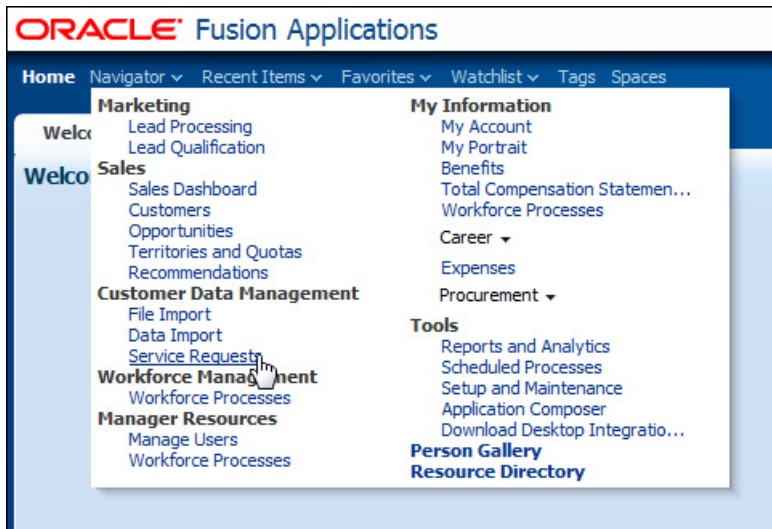 ORACLE Fusion Applications
Home Navigator Recent Items Favorites Watchlist Tags Spaces
Welco
Welco
Marketing
Lead Processing
Lead Qualification
Sales
Sales Dashboard
Customers
Opportunities
Territories and Quotas
Recommendations
Customer Data Management
File Import
Data Import
Service Requests
Workforce Management
Workforce Processes
Manager Resources
Manage Users
Workforce Processes
My Information
My Account
My Portrait
Benefits
Total Compensation Statemen...
Workforce Processes
Career
Expenses
Procurement
Tools
Reports and Analytics
Scheduled Processes
Setup and Maintenance
Application Composer
Download Desktop Integratio...
Person Gallery
Resource Directory